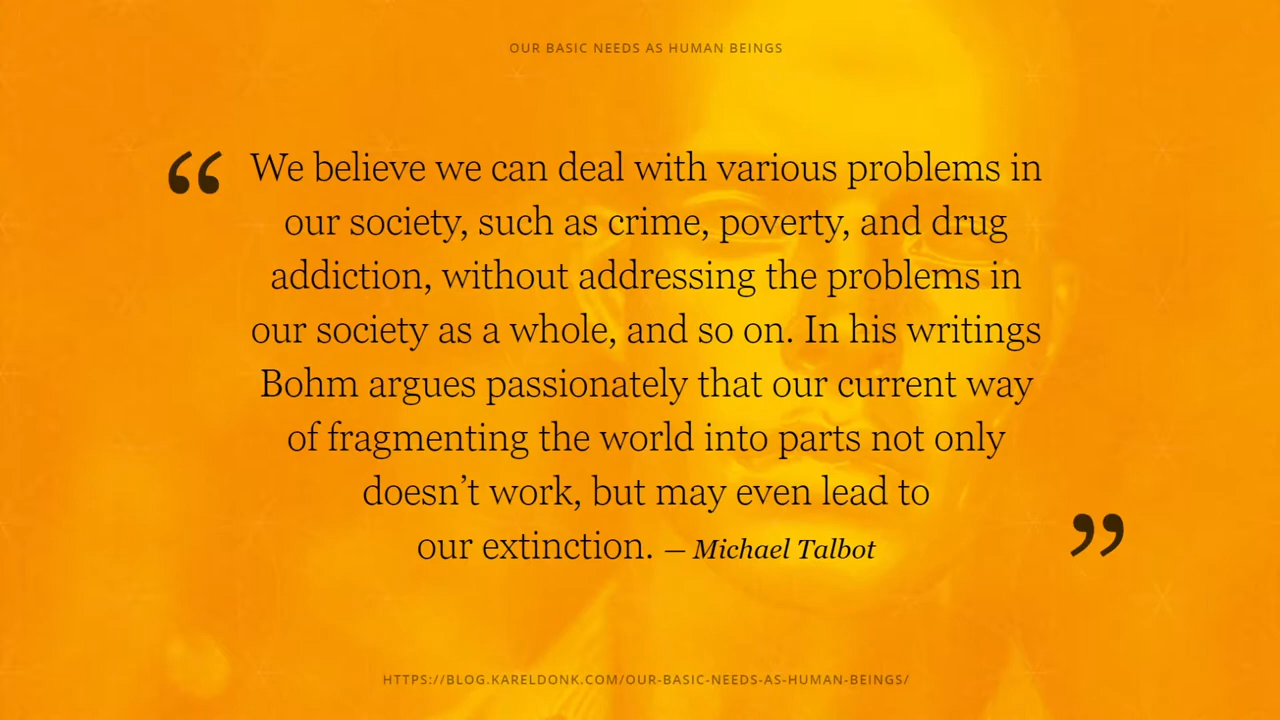 OUR BASIC NEEDS AS HUMAN BEINGS
“We believe we can deal with various problems in
our society, such as crime, poverty, and drug
addiction, without addressing the problems in
our society as a whole, and so on. In his writings
Bohm argues passionately that our current way
of fragmenting the world into parts not only
doesn’t work, but may even lead to
our extinction. — Michael Talbot”
HTTPS://BLOG.KARELDONK.COM/OUR-BASIC-NEEDS-AS-HUMAN-BEINGS/